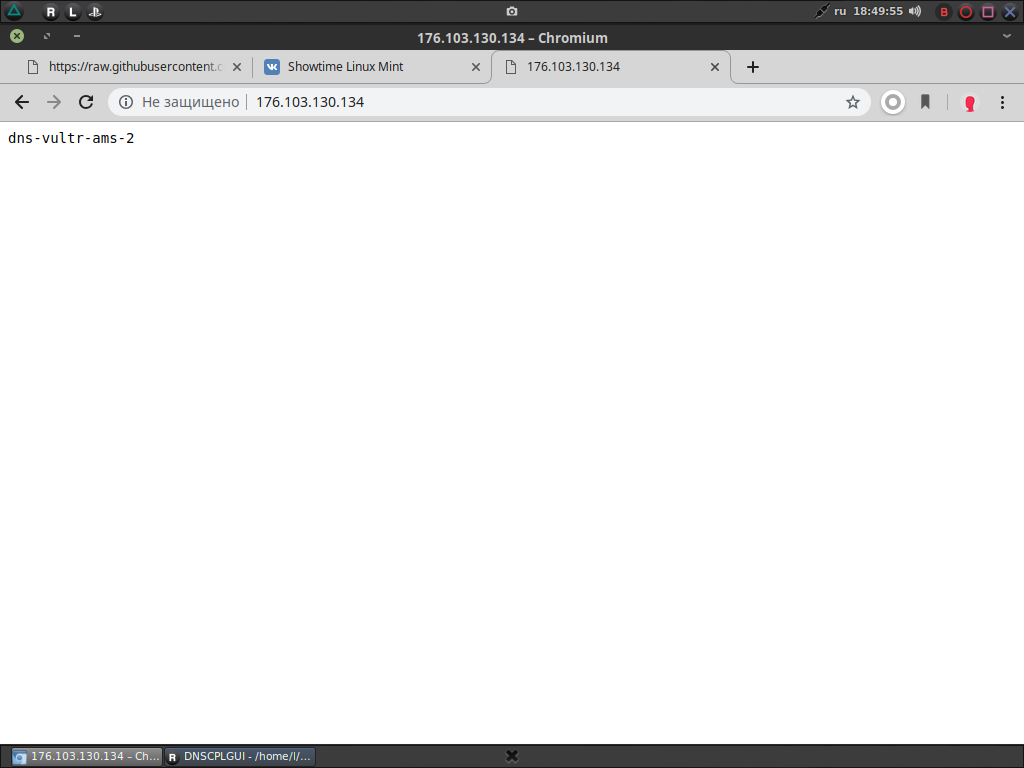 R L ru 18:49:55 B
176.103.130.134 – Chromium
https://raw.githubusercontent.c Showtime Linux Mint 176.103.130.134
Не защищено 176.103.130.134
dns-vultr-ams-2
176.103.130.134 – Ch... R DNSCPLGUI - /home/l/...